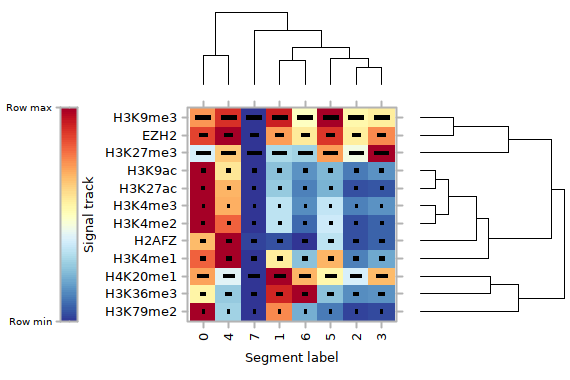 Row max
Signal track
Row min
H3K9me3
EZH2
H3K27me3
H3K9ac
H3K27ac
H3K4me3
H3K4me2
H2AFZ
H3K4me1
H4K20me1
H3K36me3
H3K79me2
0 4 7 1 6 5 2 3
Segment label